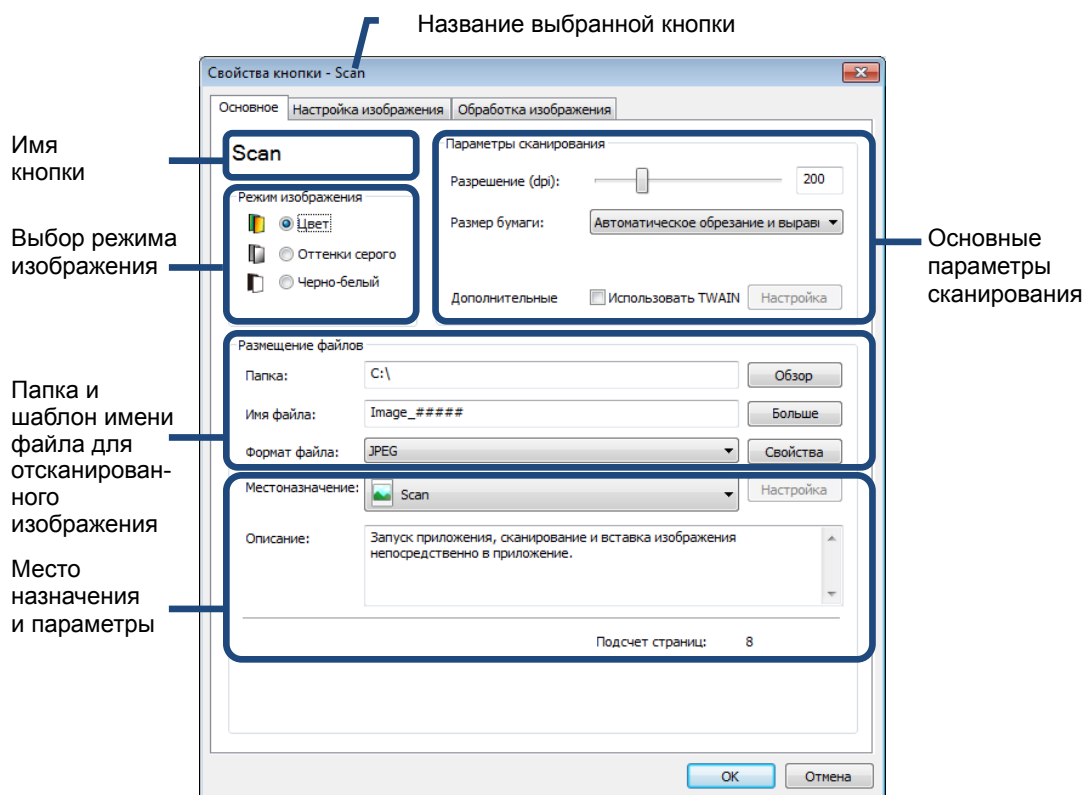 Название выбранной кнопки
Свойства кнопки - Scan
Основное Настройка изображения Обработка изображения
Имя
кнопки
Scan
Параметры сканирования
Разрешение (dpi): 200
Размер бумаги: Автоматическое обрезание и вырави
Дополнительные Использовать TWAIN Настройка
Выбор режима
изображения
Режим изображения
Цвет
Оттенки серого
Черно-белый
Основные
параметры
сканирования
Папка и
шаблон имени
файла для
отсканирован-
ного
изображения
Размещение файлов
Папка: C:\ Обзор
Имя файла: Image_##### Больше
Формат файла: JPEG Свойства
Место
назначения
и параметры
Местоназначение: Scan Настройка
Описание: Запуск приложения, сканирование и вставка изображения
непосредственно в приложение.
Подсчет страниц: 8
OK Отмена